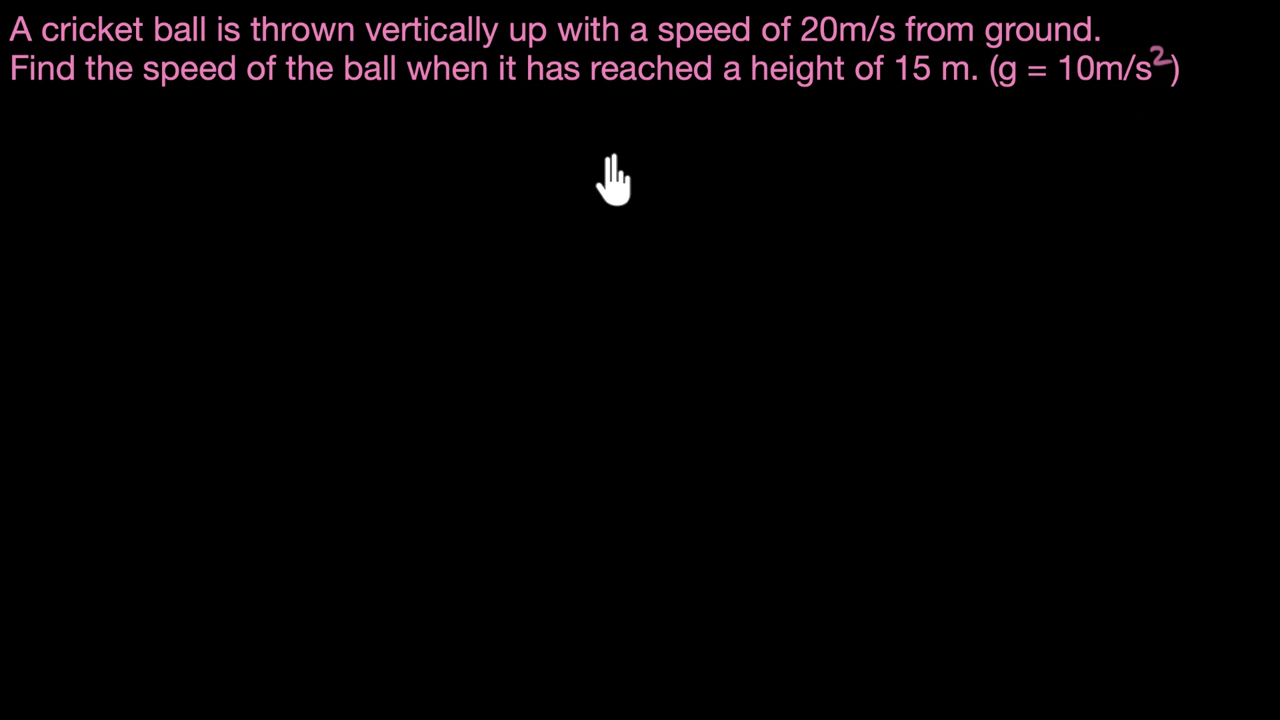 A cricket ball is thrown vertically up with a speed of 20m/s from ground.
Find the speed of the ball when it has reached a height of 15 m. (g = 10m/s²)